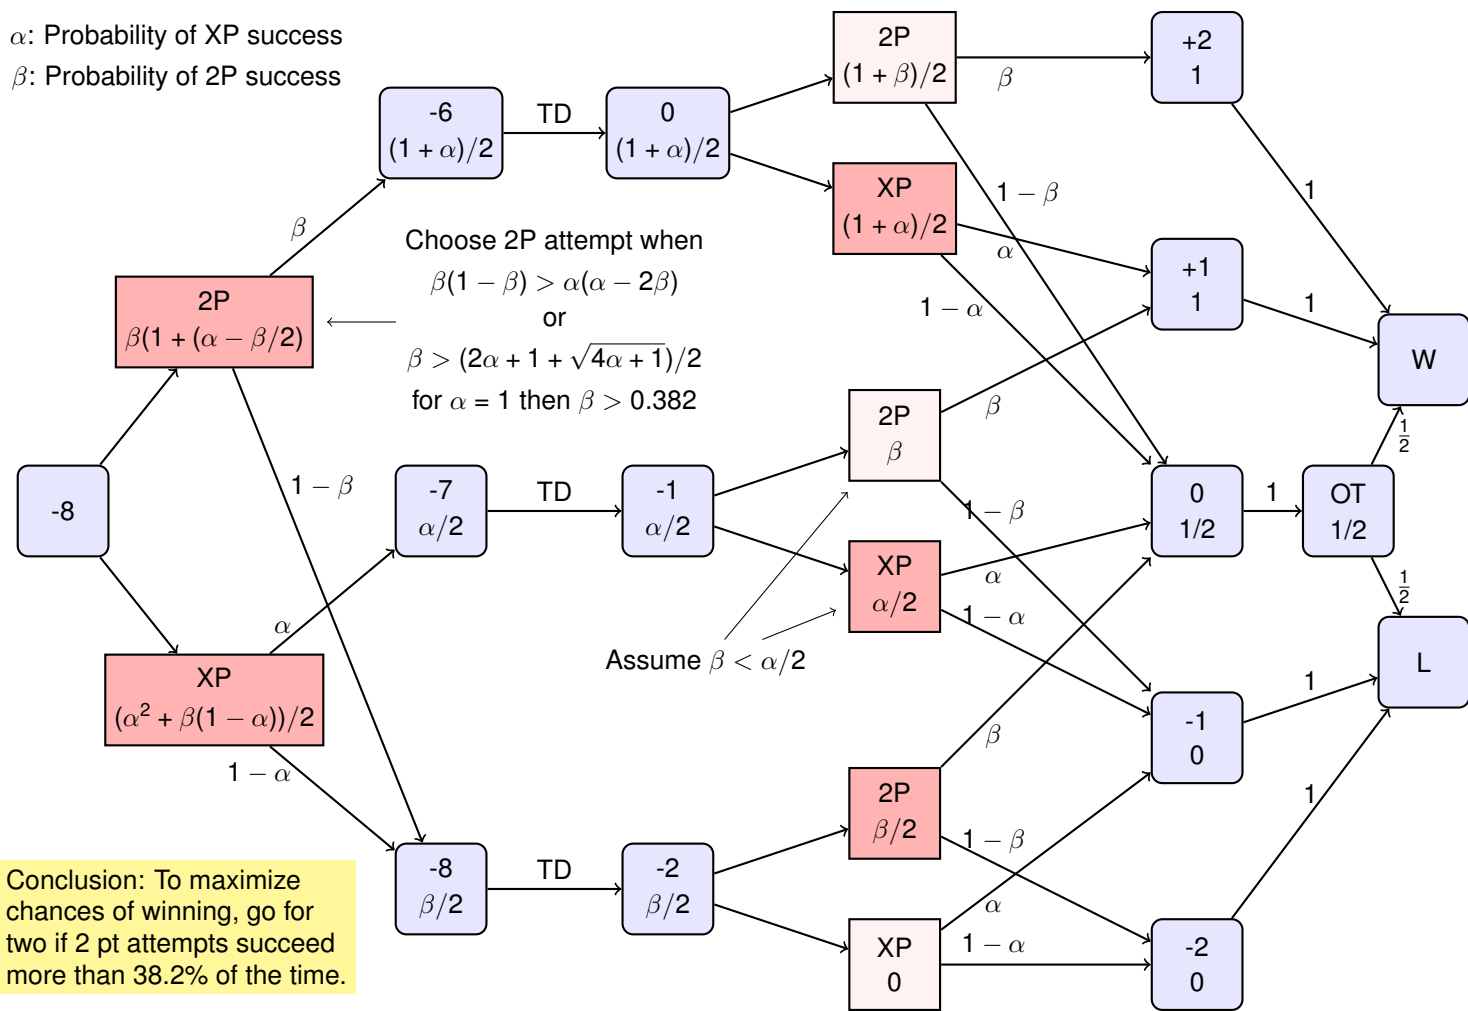 α: Probability of XP success
β: Probability of 2P success
-8
2P
β(1 + (α − β/2)
XP
(α² + β(1 − α))/2
β
1 − β
α
1 − α
-6
(1 + α)/2
TD
0
(1 + α)/2
Choose 2P attempt when
β(1 − β) > α(α − 2β)
or
β > (2α + 1 + √(4α + 1))/2
for α = 1 then β > 0.382
-7
α/2
TD
-1
α/2
-8
β/2
TD
-2
β/2
2P
(1 + β)/2
β
1 − β
XP
(1 + α)/2
α
1 − α
2P
β
β
1 − β
XP
α/2
α
1 − α
Assume β < α/2
2P
β/2
β
1 − β
XP
0
α
1 − α
+2
1
1
+1
1
1
0
1/2
1
OT
1/2
½
½
-1
0
1
-2
0
1
W
L
Conclusion: To maximize
chances of winning, go for
two if 2 pt attempts succeed
more than 38.2% of the time.